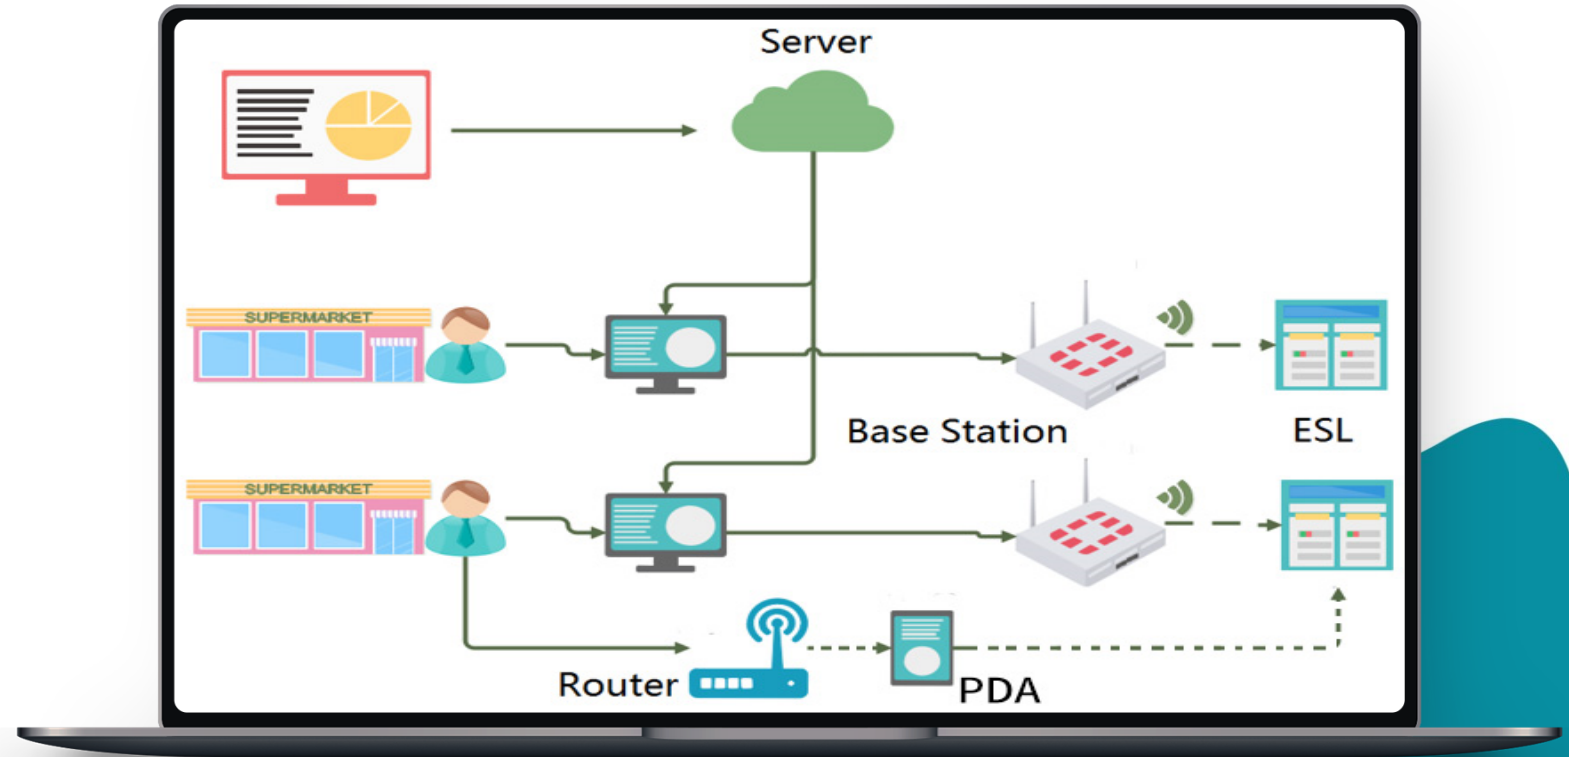 Server
SUPERMARKET
Base Station
ESL
SUPERMARKET
Router
PDA